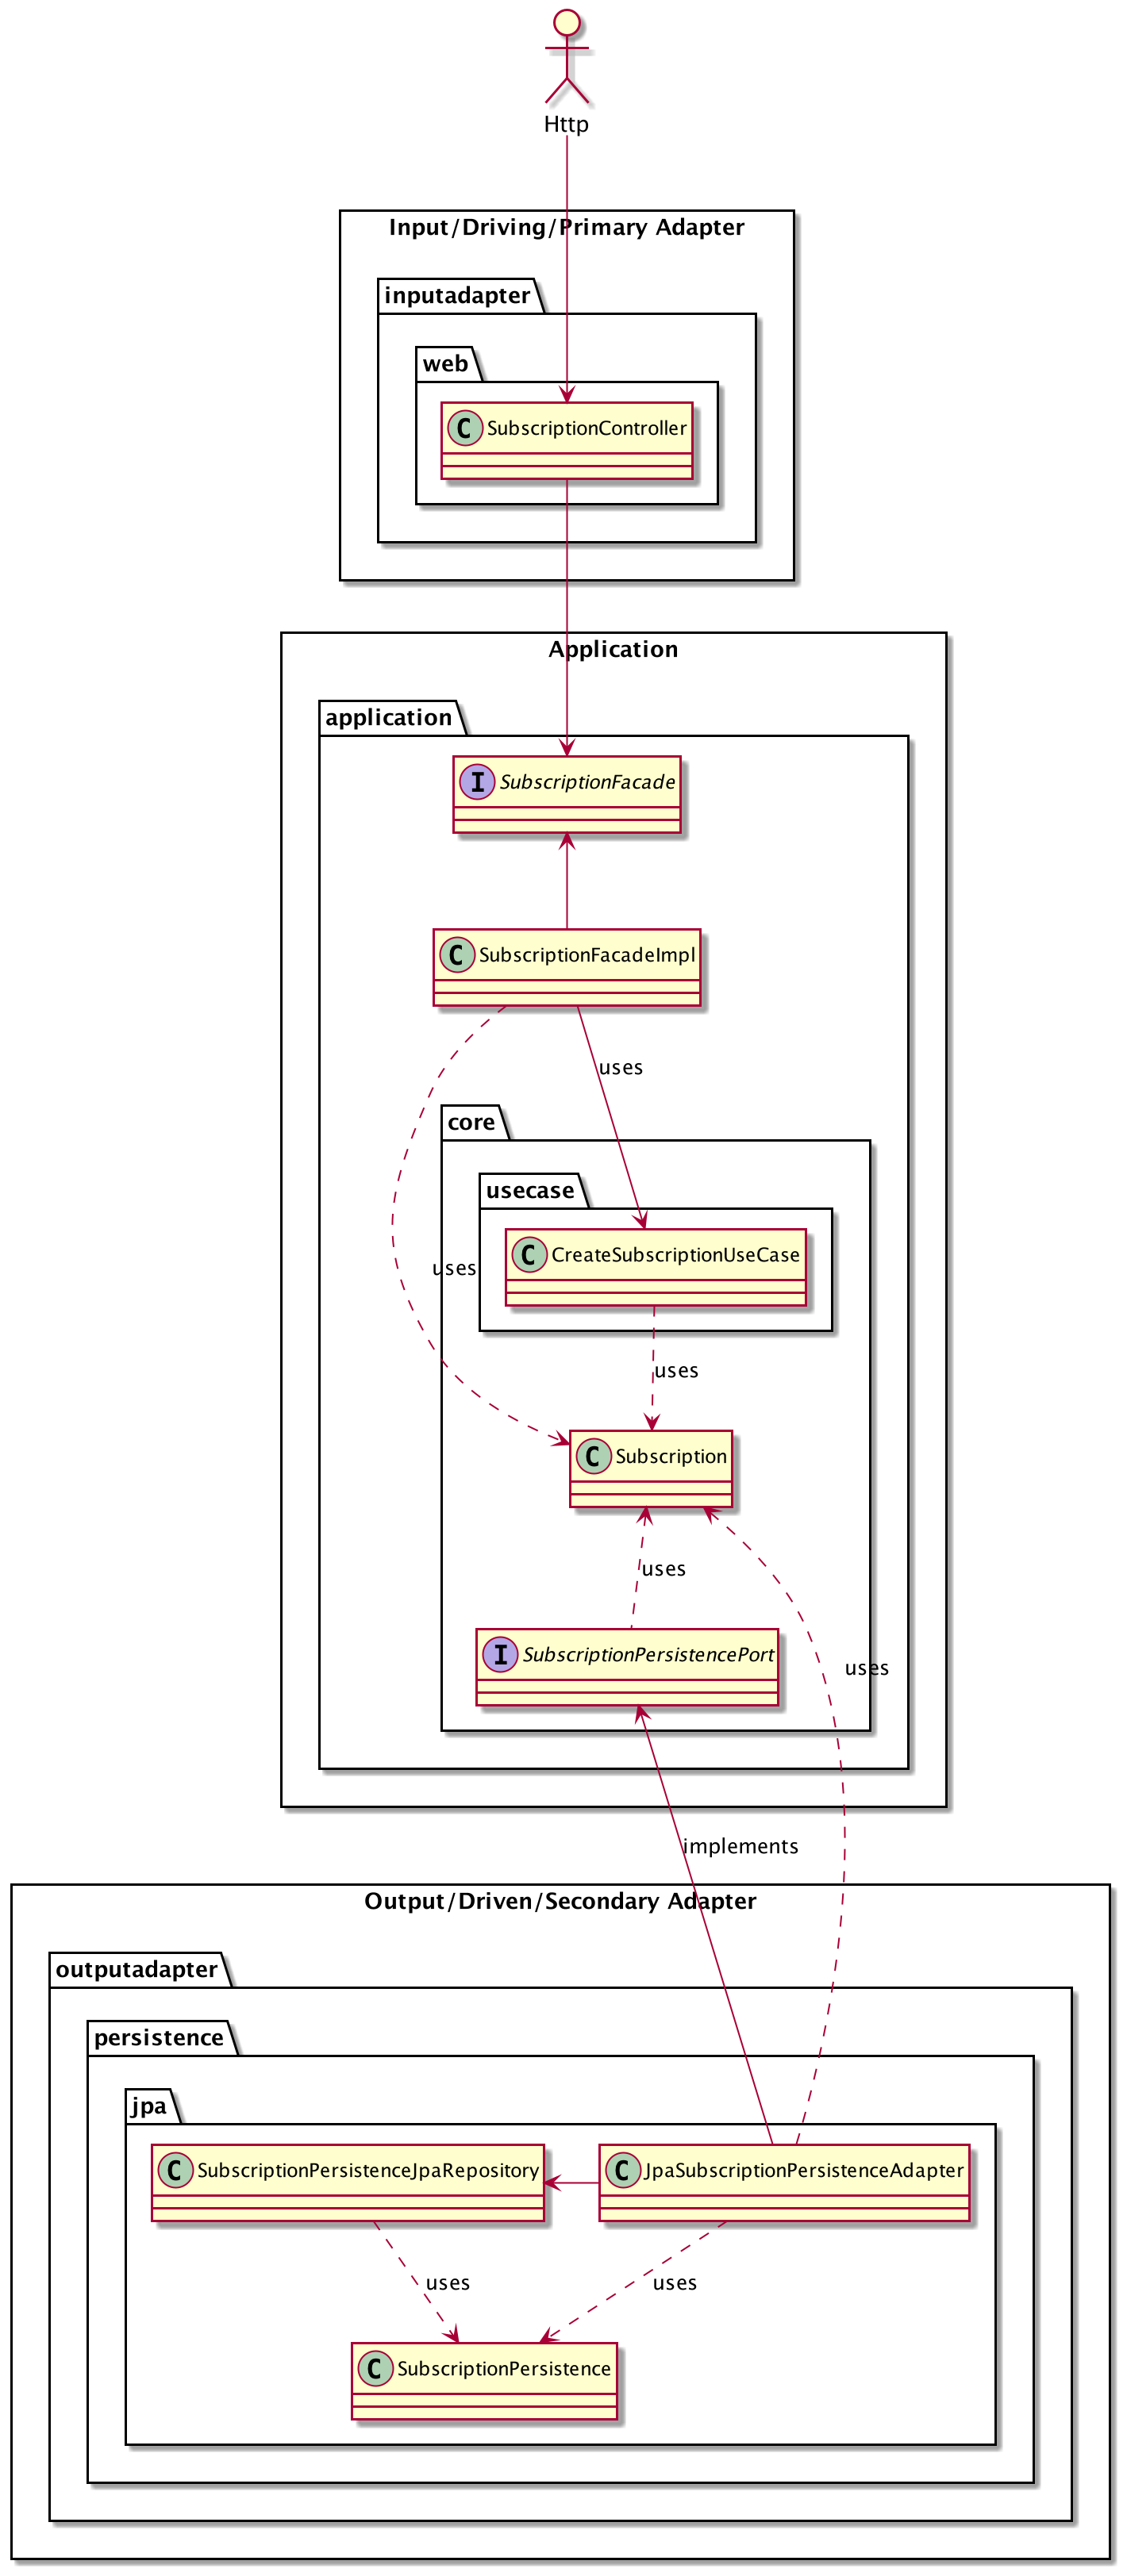 Http
Input/Driving/Primary Adapter
inputadapter
web
C SubscriptionController
Application
application
I SubscriptionFacade
C SubscriptionFacadeImpl
uses
core
usecase
C CreateSubscriptionUseCase
uses
uses
C Subscription
uses
I SubscriptionPersistencePort
uses
implements
Output/Driven/Secondary Adapter
outputadapter
persistence
jpa
C SubscriptionPersistenceJpaRepository
C JpaSubscriptionPersistenceAdapter
uses
uses
C SubscriptionPersistence